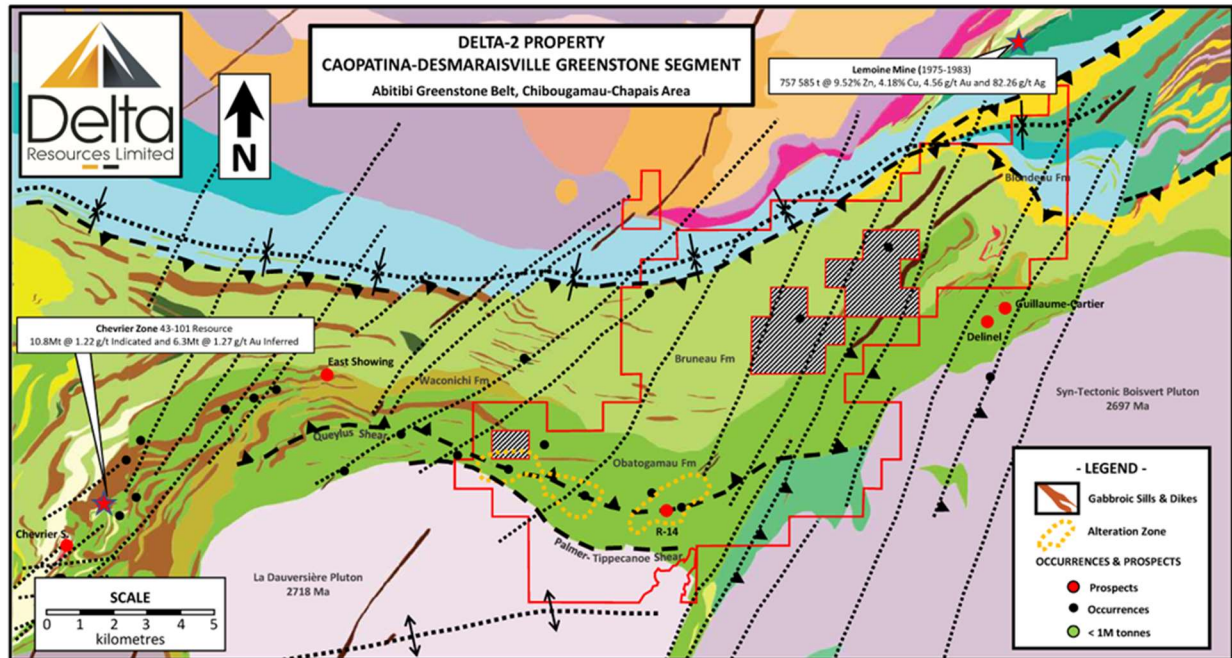 Delta
Resources Limited
N
DELTA-2 PROPERTY
CAOPATINA-DESMARAISVILLE GREENSTONE SEGMENT
Abitibi Greenstone Belt, Chibougamau-Chapais Area
Lemoine Mine (1975-1983)
757 585 t @ 9.52% Zn, 4.18% Cu, 4.56 g/t Au and 82.26 g/t Ag
Blondeau Fm
Chevrier Zone 43-101 Resource
10.8Mt @ 1.22 g/t Indicated and 6.3Mt @ 1.27 g/t Au Inferred
East Showing
Waconichi Fm
Bruneau Fm
Guillaume-Cartier
Delinel
Syn-Tectonic Boisvert Pluton
2697 Ma
Queylus Shear
Obatogamau Fm
R-14
Palmer-Tippecanoe Shear
Chevrier S.
La Dauversière Pluton
2718 Ma
SCALE
0 1 2 3 4 5
kilometres
- LEGEND -
Gabbroic Sills & Dikes
Alteration Zone
OCCURRENCES & PROSPECTS
Prospects
Occurrences
< 1M tonnes